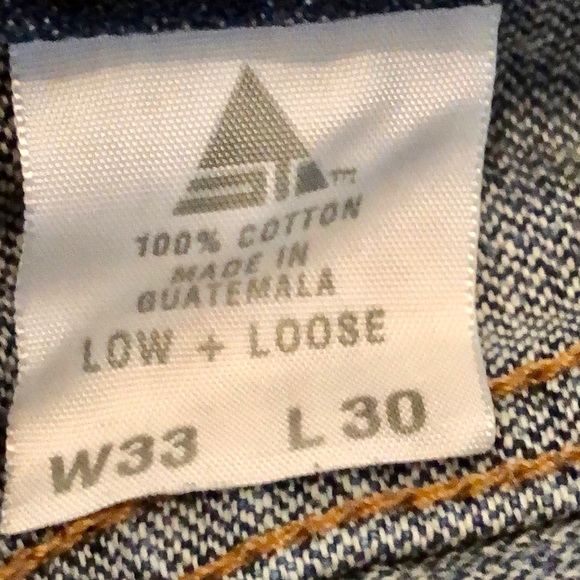 100% COTTON
MADE IN
GUATEMALA
LOW + LOOSE
W33 L 30